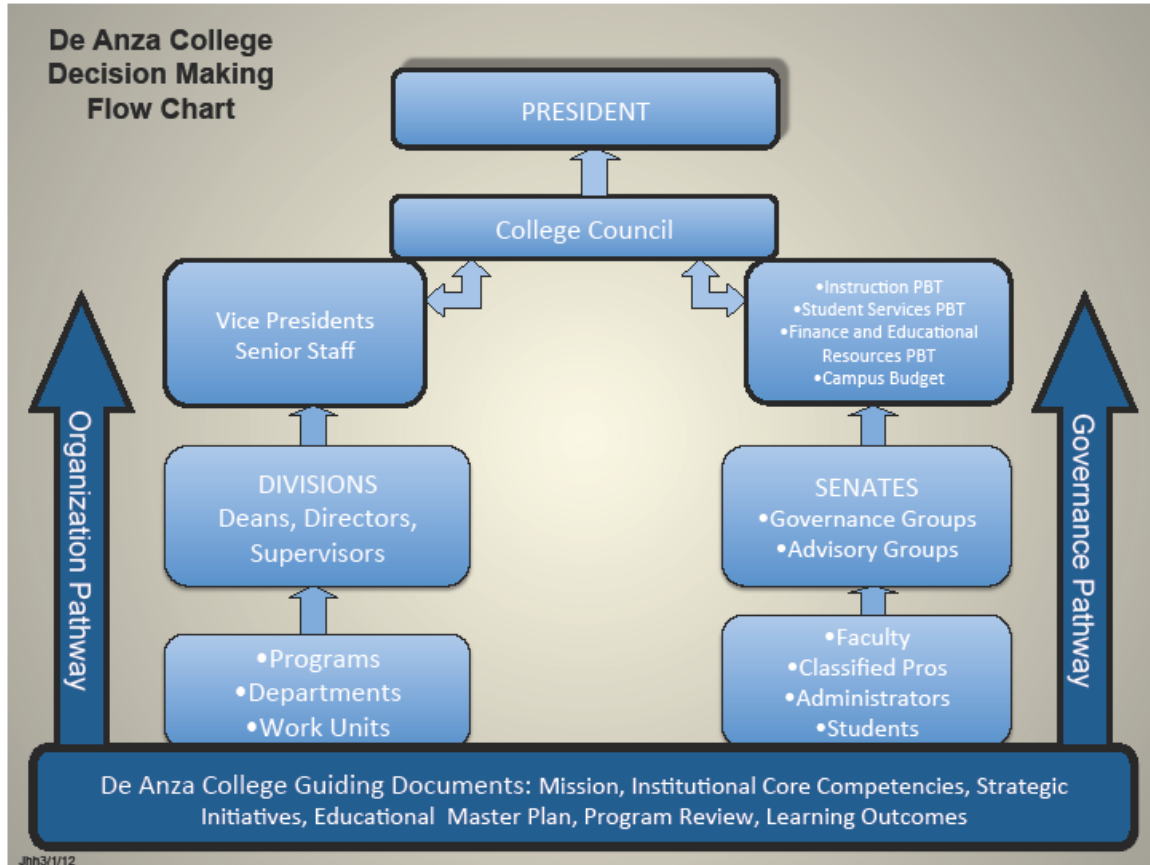 De Anza College
Decision Making
Flow Chart
PRESIDENT
College Council
Vice Presidents
Senior Staff
•Instruction PBT
•Student Services PBT
•Finance and Educational
Resources PBT
•Campus Budget
Organization Pathway
DIVISIONS
Deans, Directors,
Supervisors
SENATES
•Governance Groups
•Advisory Groups
Governance Pathway
•Programs
•Departments
•Work Units
•Faculty
•Classified Pros
•Administrators
•Students
De Anza College Guiding Documents: Mission, Institutional Core Competencies, Strategic
Initiatives, Educational Master Plan, Program Review, Learning Outcomes
Jhh3/1/12